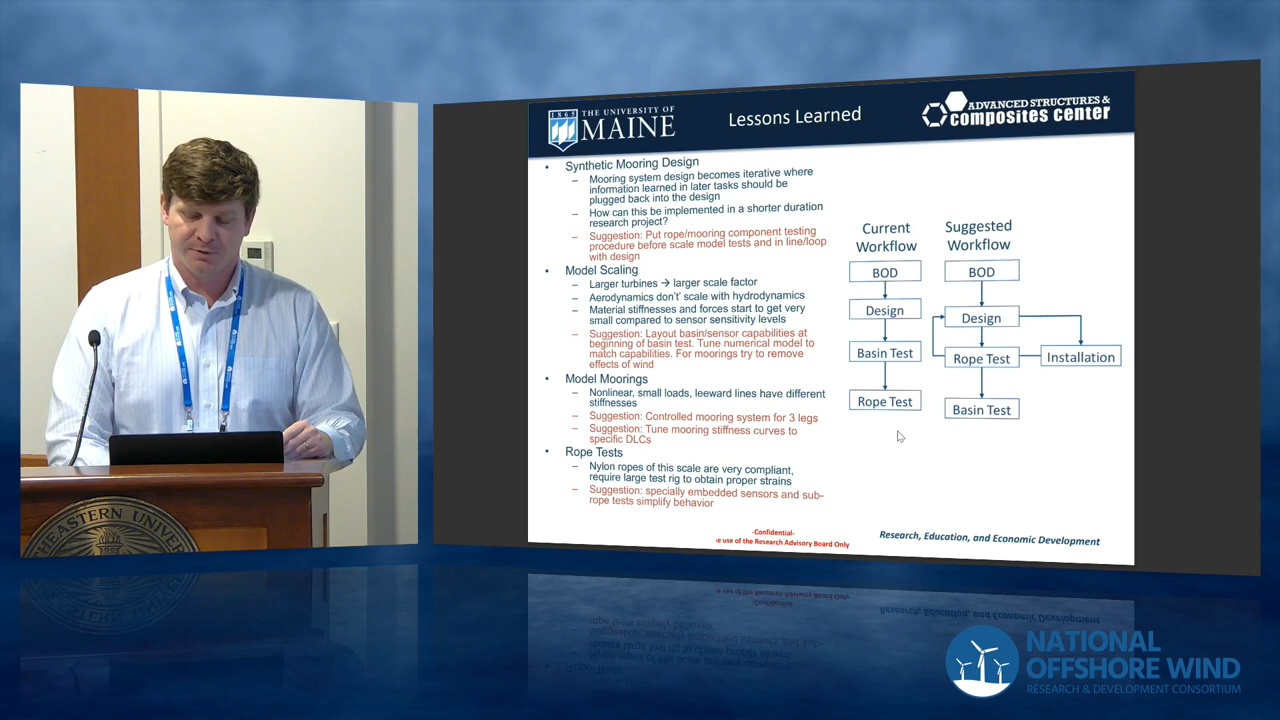 1865
THE UNIVERSITY OF
MAINE
Lessons Learned
ADVANCED STRUCTURES &
composites center
• Synthetic Mooring Design
– Mooring system design becomes iterative where
information learned in later tasks should be
plugged back into the design
– How can this be implemented in a shorter duration
research project?
– Suggestion: Put rope/mooring component testing
procedure before scale model tests and in line/loop
with design
• Model Scaling
– Larger turbines → larger scale factor
– Aerodynamics don't' scale with hydrodynamics
– Material stiffnesses and forces start to get very
small compared to sensor sensitivity levels
– Suggestion: Layout basin/sensor capabilities at
beginning of basin test. Tune numerical model to
match capabilities. For moorings try to remove
effects of wind
• Model Moorings
– Nonlinear, small loads, leeward lines have different
stiffnesses
– Suggestion: Controlled mooring system for 3 legs
– Suggestion: Tune mooring stiffness curves to
specific DLCs
• Rope Tests
– Nylon ropes of this scale are very compliant,
require large test rig to obtain proper strains
– Suggestion: specially embedded sensors and sub-
rope tests simplify behavior
Current
Workflow
BOD
Design
Basin Test
Rope Test
Suggested
Workflow
BOD
Design
Rope Test
Installation
Basin Test
-Confidential-
e use of the Research Advisory Board Only
Research, Education, and Economic Development
EASTERN UNIVER
NATIONAL
OFFSHORE WIND
RESEARCH & DEVELOPMENT CONSORTIUM